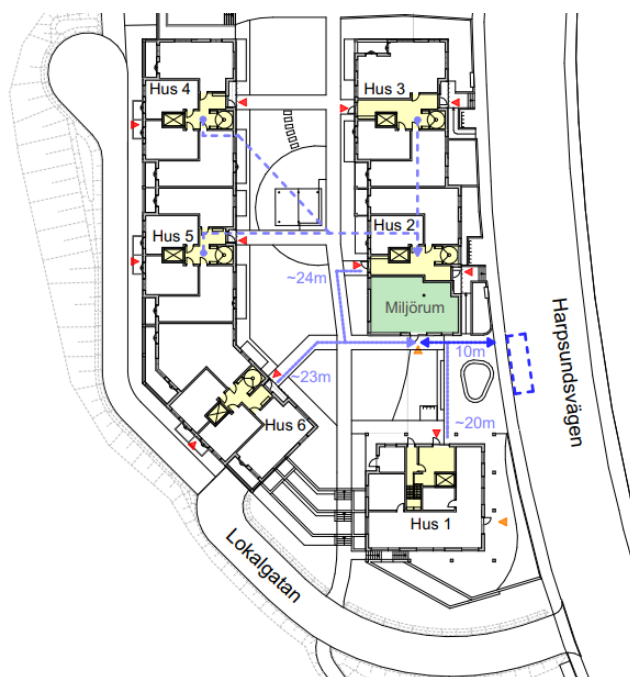 Hus 4
Hus 3
Hus 5
Hus 2
~24m
Miljörum
Harpsundsvägen
10m
~23m
~20m
Hus 6
Hus 1
Lokalgatan